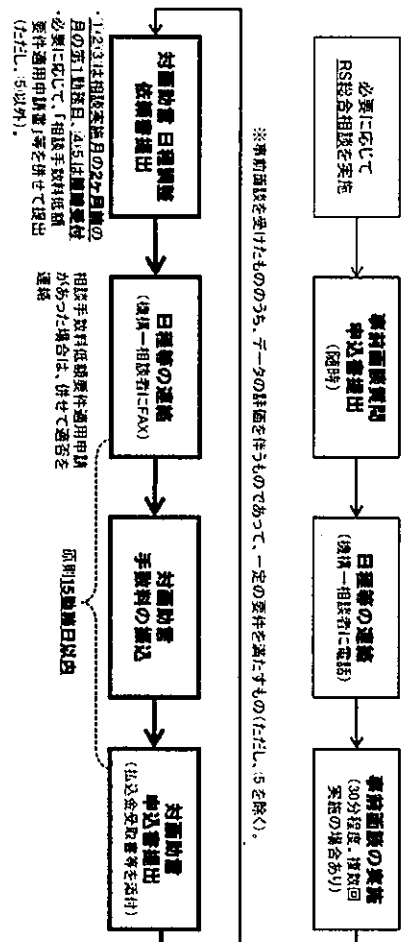 必要に応じて
RS総合相談を実施
事前面談質問
申込書提出
(随時)
日程等の連絡
(機構→相談者に電話)
事前面談の実施
(30分程度。複数回
実施の場合あり)
※事前面談を受けたもののうち、データの評価を伴うものであって、一定の要件を満たすもの(ただし、:5を除く)。
対面助言 日程調整
依頼書提出
・:1・:2・:3は相談実施月の2ヶ月前の
月の第1勤務日、:4・:5は随時受付
・必要に応じて、「相談手数料低額
要件適用申請書」等を併せて提出
(ただし、:5以外)。
日程等の連絡
(機構→相談者にFAX)
相談手数料低額要件適用申請
があった場合は、併せて適否を
連絡
対面助言
手数料の振込
原則15勤務日以内
対面助言
申込書提出
(払込金受取書等を添付)